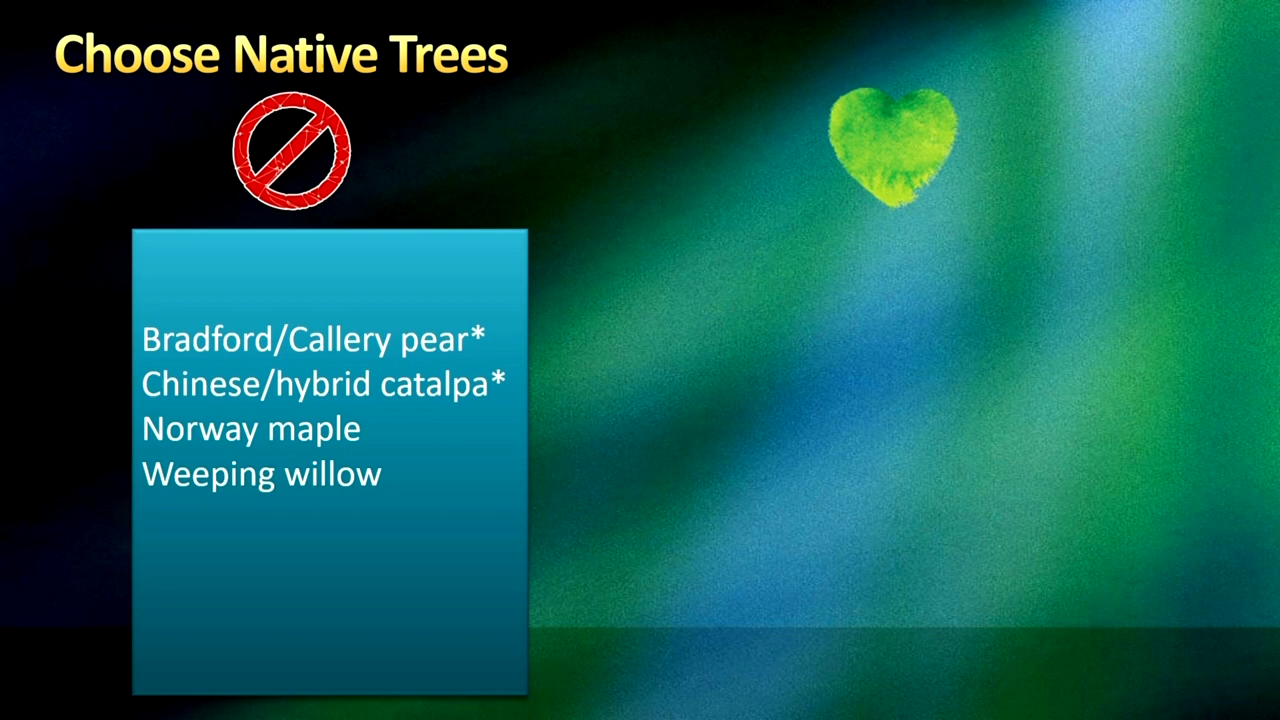 Choose Native Trees
Bradford/Callery pear*
Chinese/hybrid catalpa*
Norway maple
Weeping willow